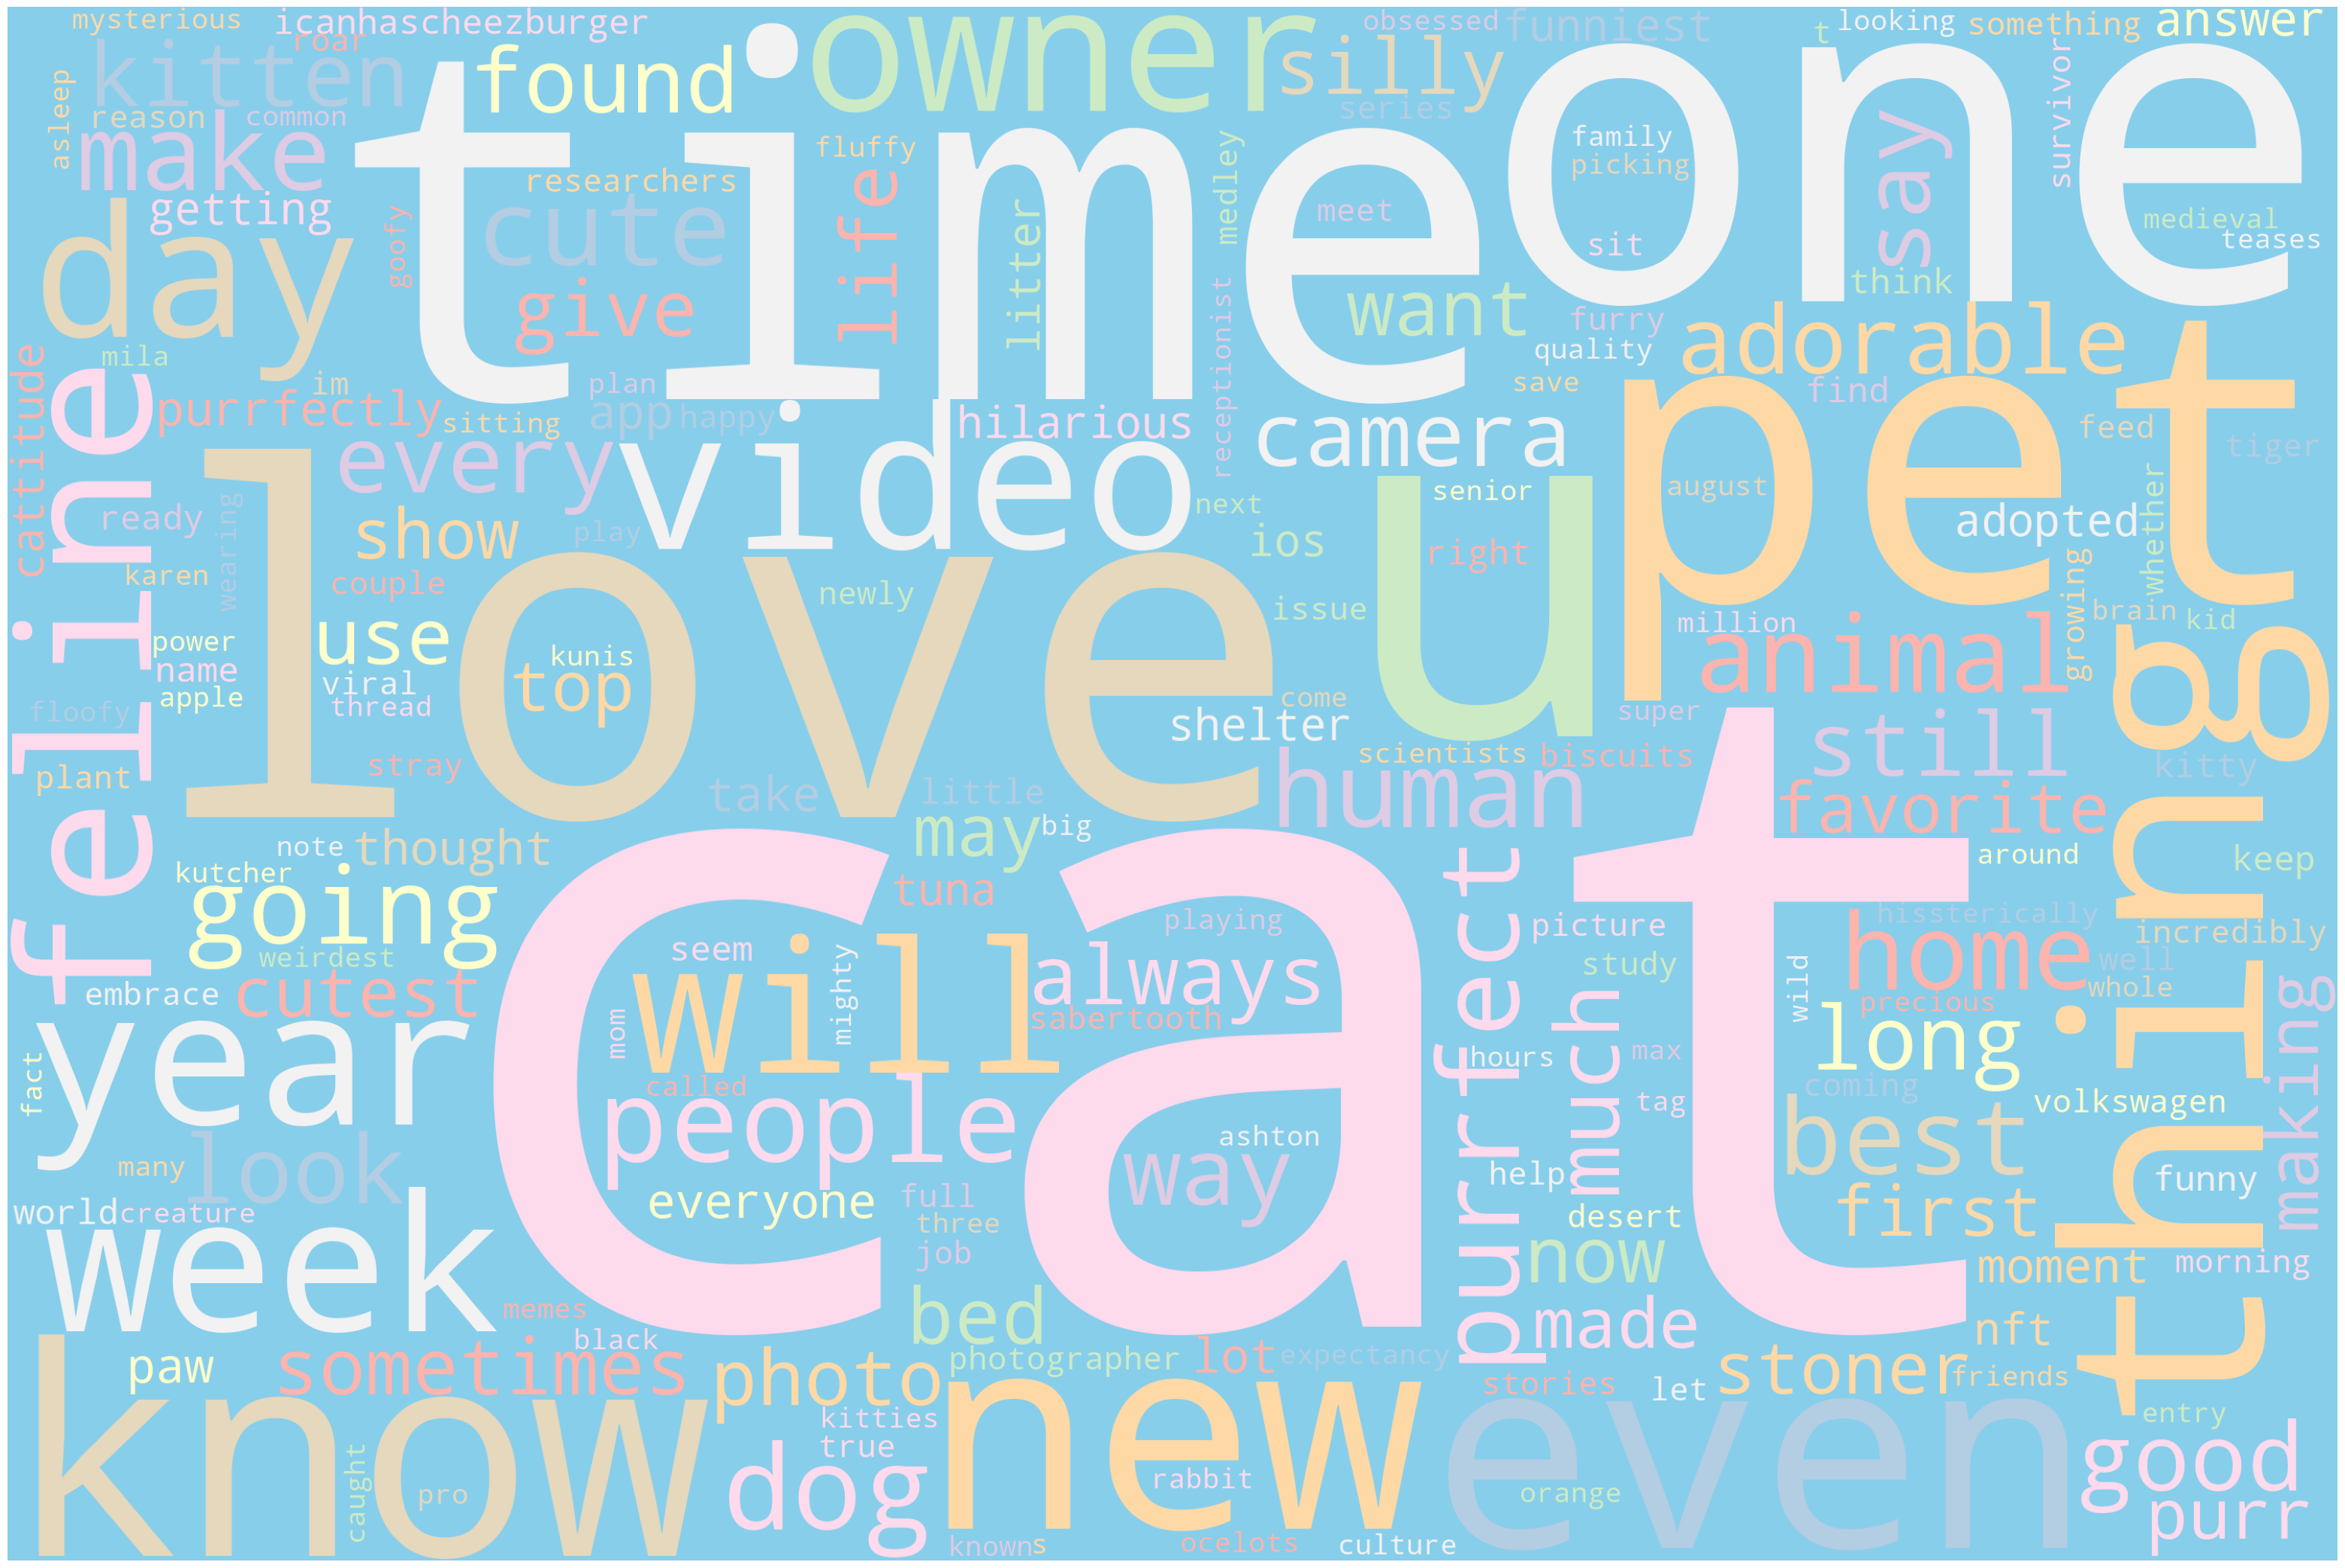 mysterious
icanhascheezburger
roar
kitten
asleep
reason
common
make
getting
found
owner
silly
obsessed
funniest
series
t
looking
something
answer
survivor
time
one
researchers
fluffy
cute
life
litter
medley
family
picking
meet
sit
say
medieval
teases
think
day
goofy
give
receptionist
want
furry
quality
save
adorable
find
mila
im
plan
cattitude
purrfectly
sitting
app
happy
hilarious
camera
pet
feed
tiger
feline
every
video
ready
wearing
show
play
next
ios
senior
right
august
adopted
whether
karen
couple
love
newly
issue
u
million
growing
brain
kid
power
use
name
viral
apple
thread
floofy
kunis
top
come
shelter
animal
super
thing
plant
stray
take
little
human
scientists
biscuits
still
kitty
favorite
note
thought
may
big
kutcher
going
weirdest
tuna
cat
around
keep
embrace
cutest
seem
will
mighty
playing
always
sabertooth
purrfect
picture
study
much
wild
home
hissterically
incredibly
well
whole
precious
making
year
fact
mom
called
people
hours
max
tag
long
coming
volkswagen
many
look
everyone
full
three
job
ashton
way
help
desert
best
first
funny
world
creature
week
now
moment
morning
memes
black
bed
made
nft
paw
sometimes
photo
photographer
lot
expectancy
stories
let
stoner
friends
know
caught
pro
kitties
true
dog
new
rabbit
even
orange
entry
good
purr
known
s
ocelots
culture